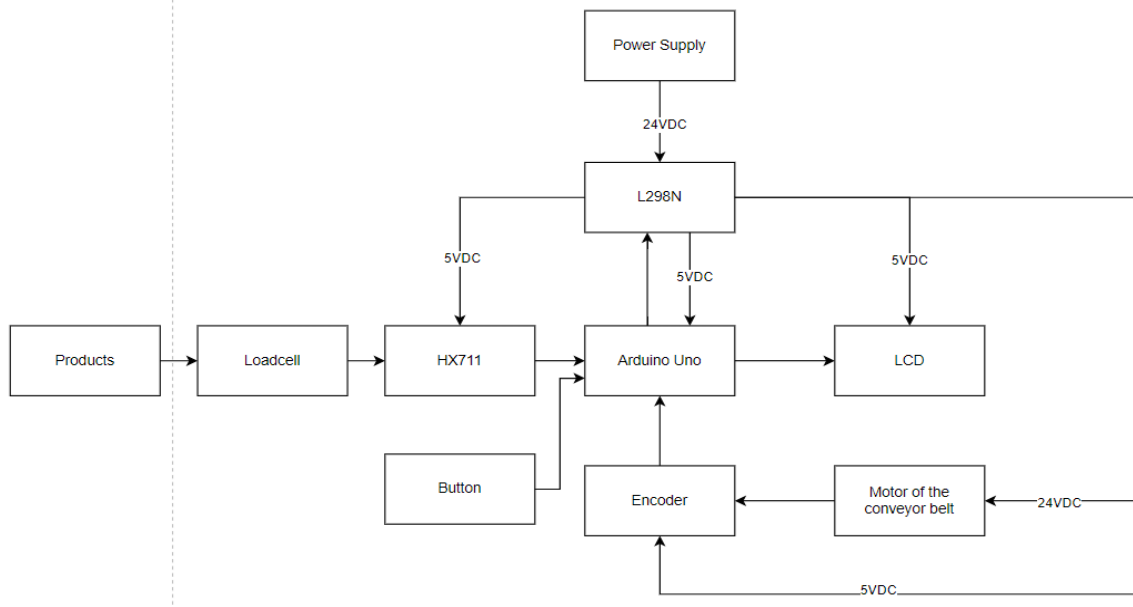 Power Supply
24VDC
L298N
5VDC
5VDC
5VDC
Products
Loadcell
HX711
Arduino Uno
LCD
Button
Encoder
Motor of the
conveyor belt
24VDC
5VDC